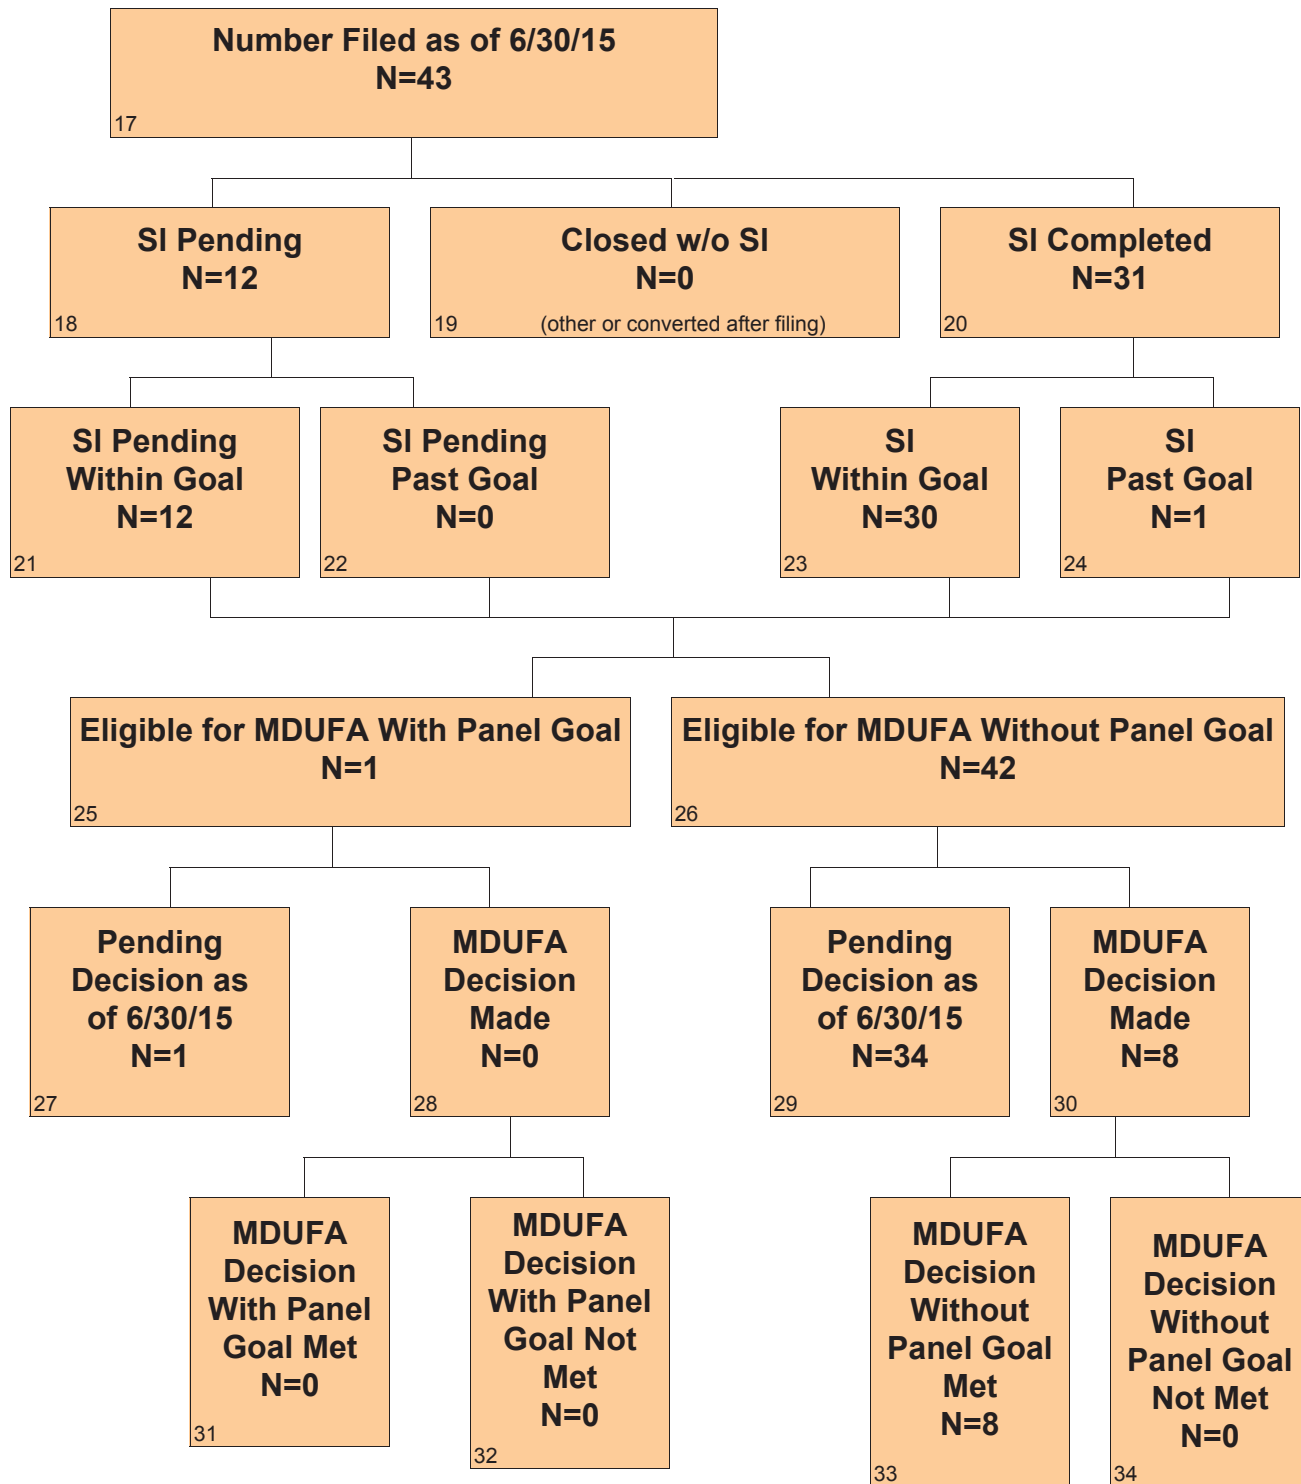 Number Filed as of 6/30/15
N=43
17
SI Pending
N=12
18
Closed w/o SI
N=0
19
(other or converted after filing)
SI Completed
N=31
20
SI Pending
Within Goal
N=12
21
SI Pending
Past Goal
N=0
22
SI
Within Goal
N=30
23
SI
Past Goal
N=1
24
Eligible for MDUFA With Panel Goal
N=1
25
Eligible for MDUFA Without Panel Goal
N=42
26
Pending
Decision as
of 6/30/15
N=1
27
MDUFA
Decision
Made
N=0
28
Pending
Decision as
of 6/30/15
N=34
29
MDUFA
Decision
Made
N=8
30
MDUFA
Decision
With Panel
Goal Met
N=0
31
MDUFA
Decision
With Panel
Goal Not
Met
N=0
32
MDUFA
Decision
Without
Panel Goal
Met
N=8
33
MDUFA
Decision
Without
Panel Goal
Not Met
N=0
34